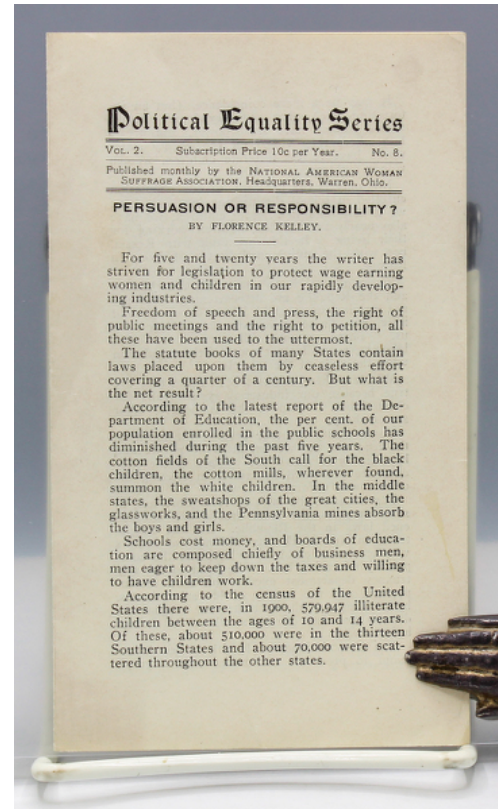 Political Equality Series
VOL. 2. Subscription Price 10c per Year. No. 8.
Published monthly by the NATIONAL AMERICAN WOMAN
SUFFRAGE ASSOCIATION, Headquarters, Warren, Ohio.
PERSUASION OR RESPONSIBILITY?
BY FLORENCE KELLEY.
For five and twenty years the writer has
striven for legislation to protect wage earning
women and children in our rapidly develop-
ing industries.
Freedom of speech and press, the right of
public meetings and the right to petition, all
these have been used to the uttermost.
The statute books of many States contain
laws placed upon them by ceaseless effort
covering a quarter of a century. But what is
the net result?
According to the latest report of the De-
partment of Education, the per cent. of our
population enrolled in the public schools has
diminished during the past five years. The
cotton fields of the South call for the black
children, the cotton mills, wherever found,
summon the white children. In the middle
states, the sweatshops of the great cities, the
glassworks, and the Pennsylvania mines absorb
the boys and girls.
Schools cost money, and boards of educa-
tion are composed chiefly of business men,
men eager to keep down the taxes and willing
to have children work.
According to the census of the United
States there were, in 1900, 579,947 illiterate
children between the ages of 10 and 14 years.
Of these, about 510,000 were in the thirteen
Southern States and about 70,000 were scat-
tered throughout the other states.